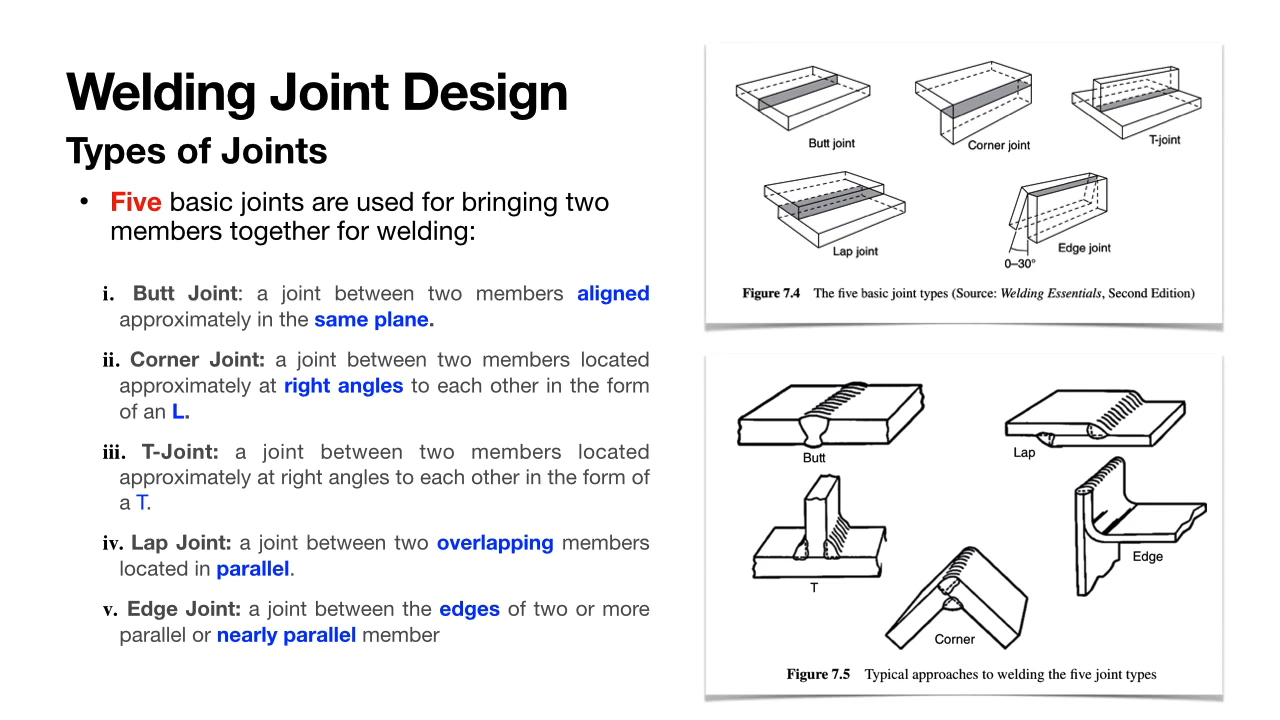 Welding Joint Design
Types of Joints
• Five basic joints are used for bringing two
members together for welding:
i. Butt Joint: a joint between two members aligned
approximately in the same plane.
ii. Corner Joint: a joint between two members located
approximately at right angles to each other in the form
of an L.
iii. T-Joint: a joint between two members located
approximately at right angles to each other in the form of
a T.
iv. Lap Joint: a joint between two overlapping members
located in parallel.
v. Edge Joint: a joint between the edges of two or more
parallel or nearly parallel member
Butt joint
Corner joint
T-joint
Lap joint
Edge joint
0–30°
Figure 7.4 The five basic joint types (Source: Welding Essentials, Second Edition)
Butt
Lap
T
Edge
Corner
Figure 7.5 Typical approaches to welding the five joint types